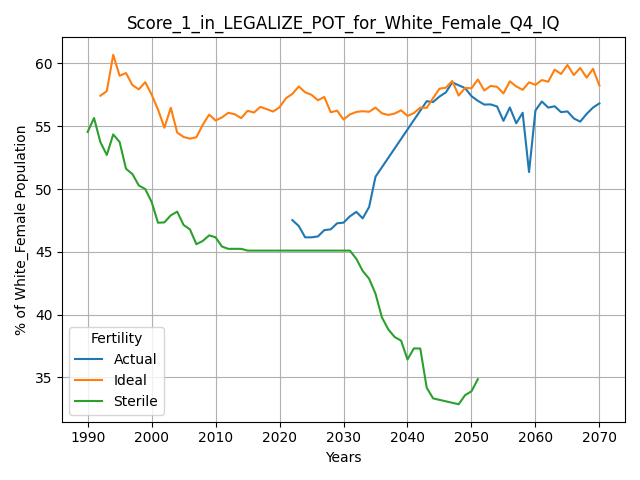 Score_1_in_LEGALIZE_POT_for_White_Female_Q4_IQ
60
55
50
45
40
35
% of White_Female Population
Fertility
Actual
Ideal
Sterile
1990 2000 2010 2020 2030 2040 2050 2060 2070
Years